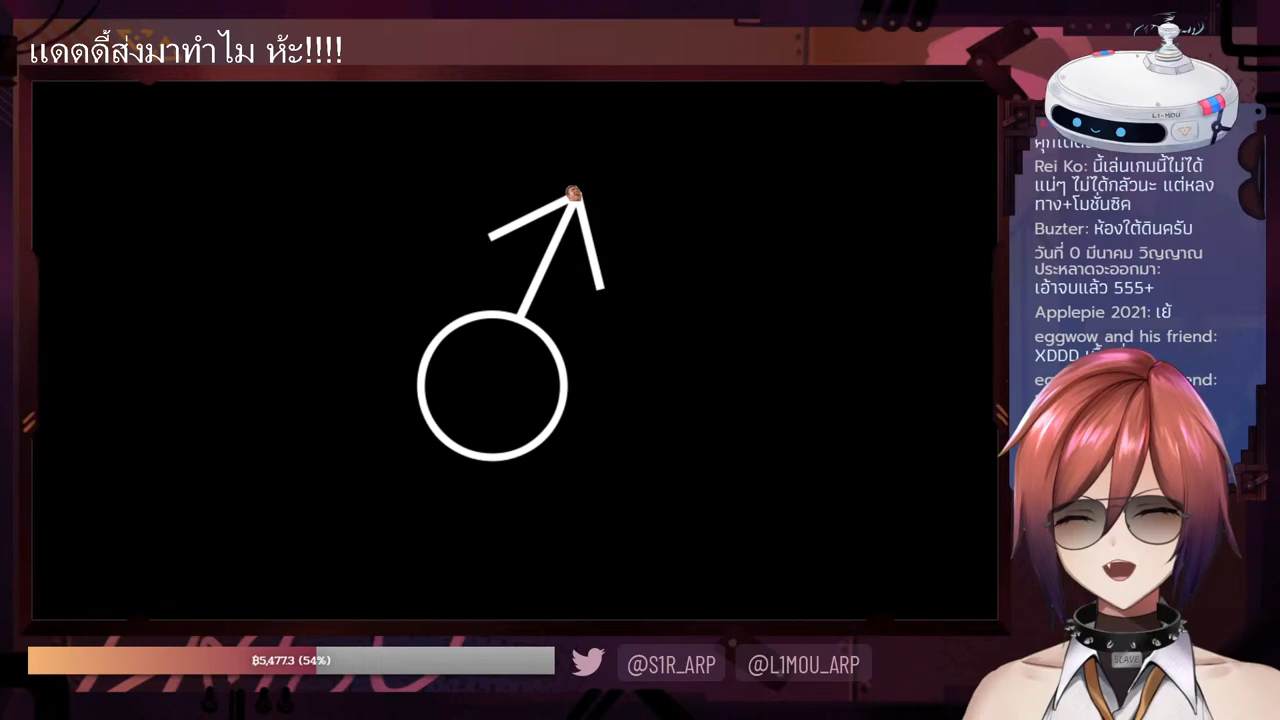 แดดดี้ส่งมาทำไม ห้ะ!!!!
LI-MOU
Rei Ko: นี้เล่นเกมนี้ไม่ได้
แน่ๆ ไม่ได้กลัวนะ แต่หลง
ทาง+โมชั่นซิค
Buzter: ห้องใต้ดินครับ
วันที่ 0 มีนาคม วิญญาณ
ประหลาดจะออกมา:
เอ้าจบแล้ว 555+
Applepie 2021: เย้
eggwow and his friend:
XDDD
SLAVE
฿5,477.3 (54%)
@S1R_ARP
@L1MOU_ARP